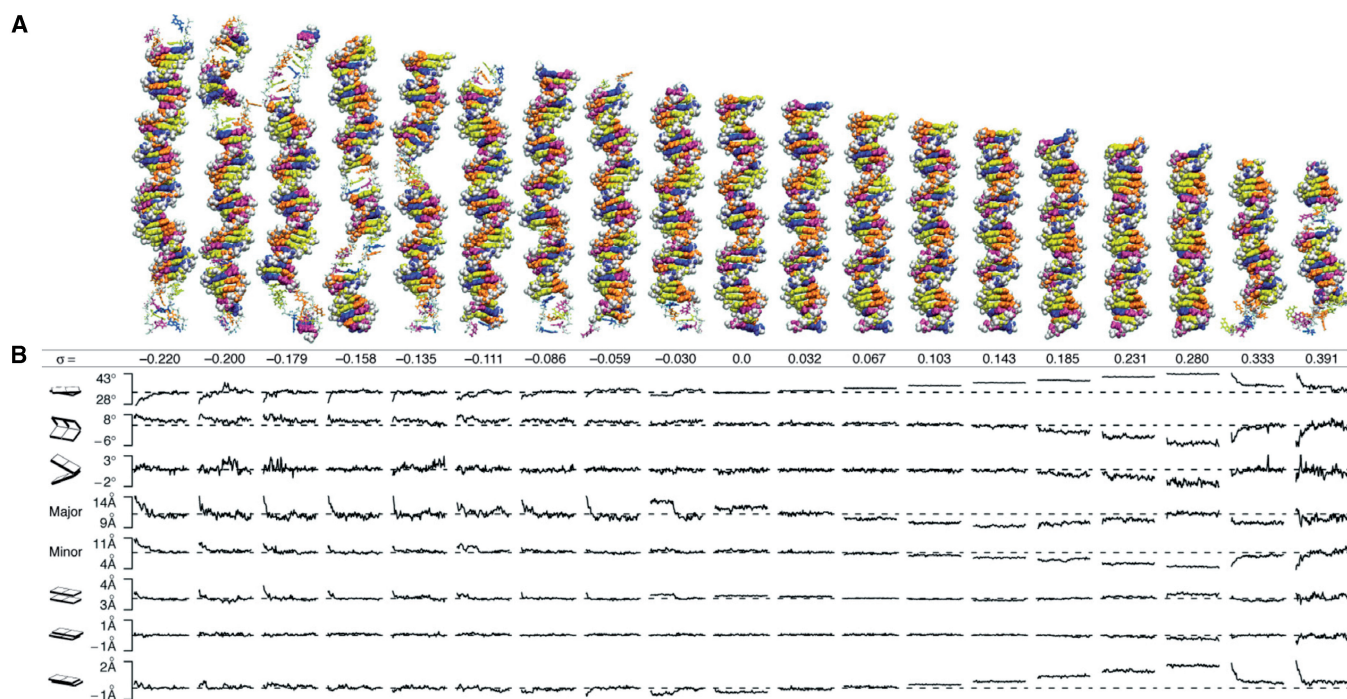 A
B
σ = −0.220 −0.200 −0.179 −0.158 −0.135 −0.111 −0.086 −0.059 −0.030 0.0 0.032 0.067 0.103 0.143 0.185 0.231 0.280 0.333 0.391
43°
28°
8°
−6°
3°
−2°
Major 14Å
9Å
Minor 11Å
4Å
4Å
3Å
1Å
−1Å
2Å
−1Å